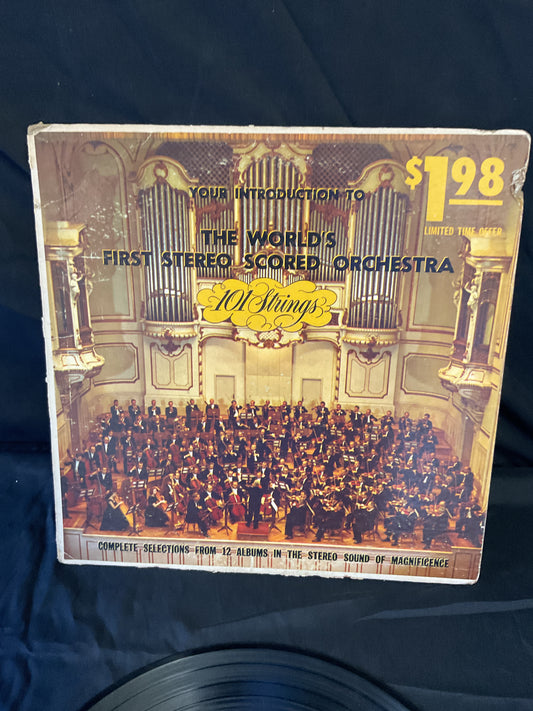 $1.98
LIMITED TIME OFFER
YOUR INTRODUCTION TO
THE WORLD'S
FIRST STEREO SCORED ORCHESTRA
101 Strings
COMPLETE SELECTIONS FROM 12 ALBUMS IN THE STEREO SOUND OF MAGNIFICENCE